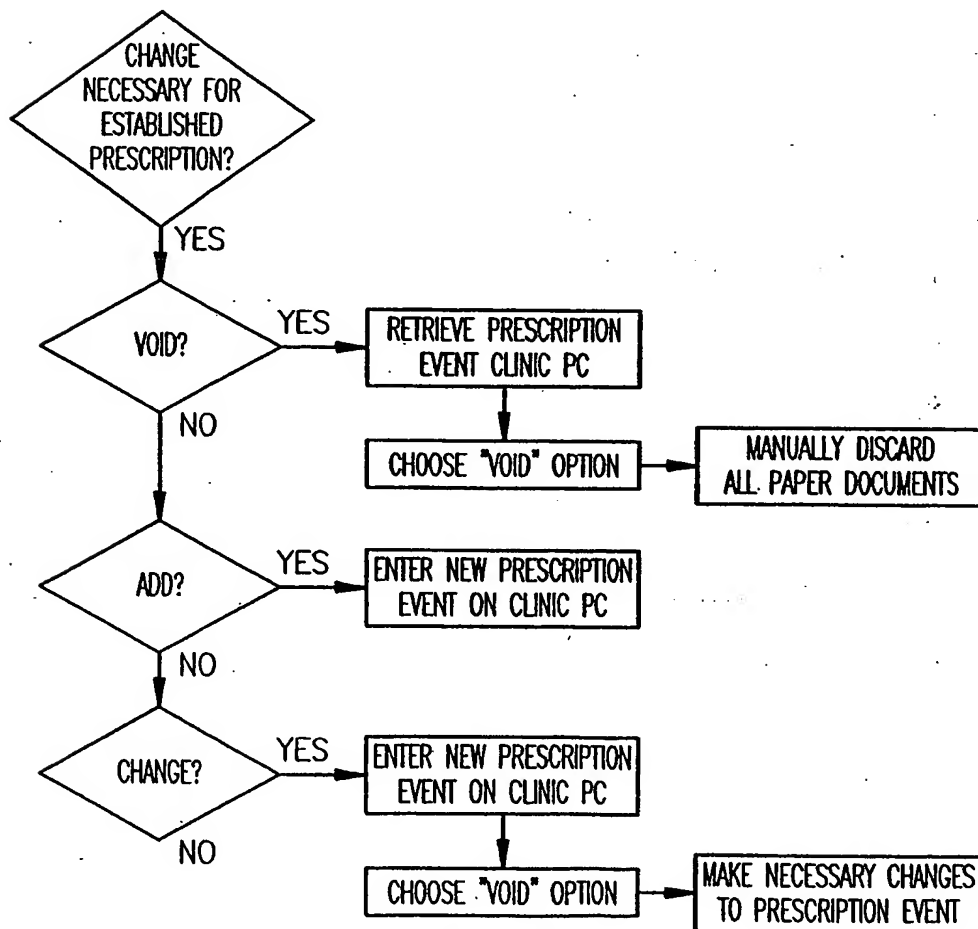 CHANGE
NECESSARY FOR
ESTABLISHED
PRESCRIPTION?
YES
VOID?
YES
RETRIEVE PRESCRIPTION
EVENT CLINIC PC
NO
CHOOSE "VOID" OPTION
MANUALLY DISCARD
ALL PAPER DOCUMENTS
ADD?
YES
ENTER NEW PRESCRIPTION
EVENT ON CLINIC PC
NO
CHANGE?
YES
ENTER NEW PRESCRIPTION
EVENT ON CLINIC PC
NO
CHOOSE "VOID" OPTION
MAKE NECESSARY CHANGES
TO PRESCRIPTION EVENT